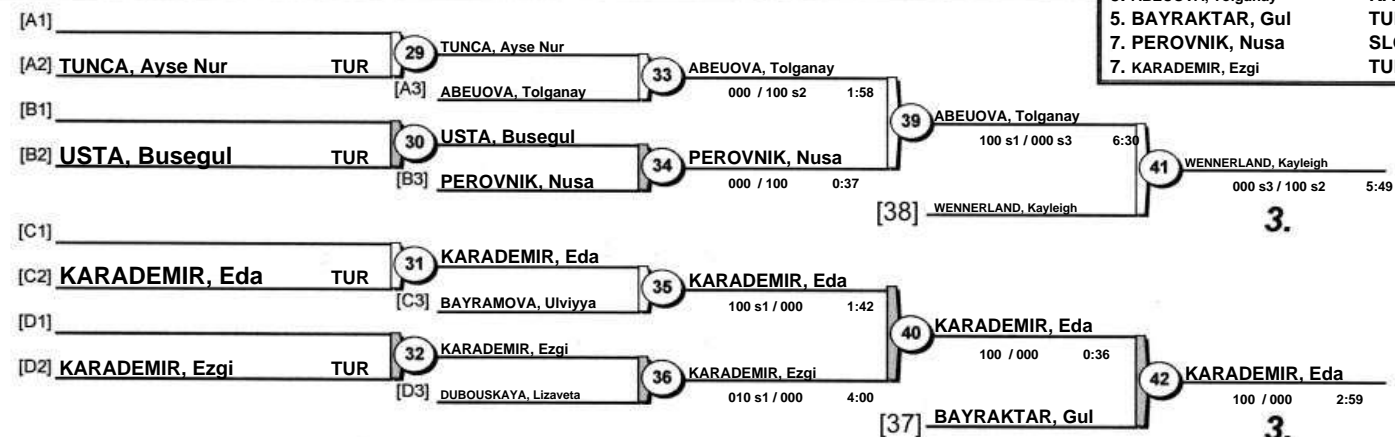 5. BAYRAKTAR, Gul TU
7. PEROVNIK, Nusa SL
7. KARADEMIR, Ezgi TU
[A1]
[A2] TUNCA, Ayse Nur TUR
29
TUNCA, Ayse Nur
[A3] ABEUOVA, Tolganay
33
ABEUOVA, Tolganay
000 / 100 s2 1:58
[B1]
[B2] USTA, Busegul TUR
30
USTA, Busegul
[B3] PEROVNIK, Nusa
34
PEROVNIK, Nusa
000 / 100 0:37
39
ABEUOVA, Tolganay
100 s1 / 000 s3 6:30
[38] WENNERLAND, Kayleigh
41
WENNERLAND, Kayleigh
000 s3 / 100 s2 5:49
3.
[C1]
[C2] KARADEMIR, Eda TUR
31
KARADEMIR, Eda
[C3] BAYRAMOVA, Ulviyya
35
KARADEMIR, Eda
100 s1 / 000 1:42
[D1]
[D2] KARADEMIR, Ezgi TUR
32
KARADEMIR, Ezgi
[D3] DUBOUSKAYA, Lizaveta
36
KARADEMIR, Ezgi
010 s1 / 000 4:00
40
KARADEMIR, Eda
100 / 000 0:36
[37] BAYRAKTAR, Gul
42
KARADEMIR, Eda
100 / 000 2:59
3.